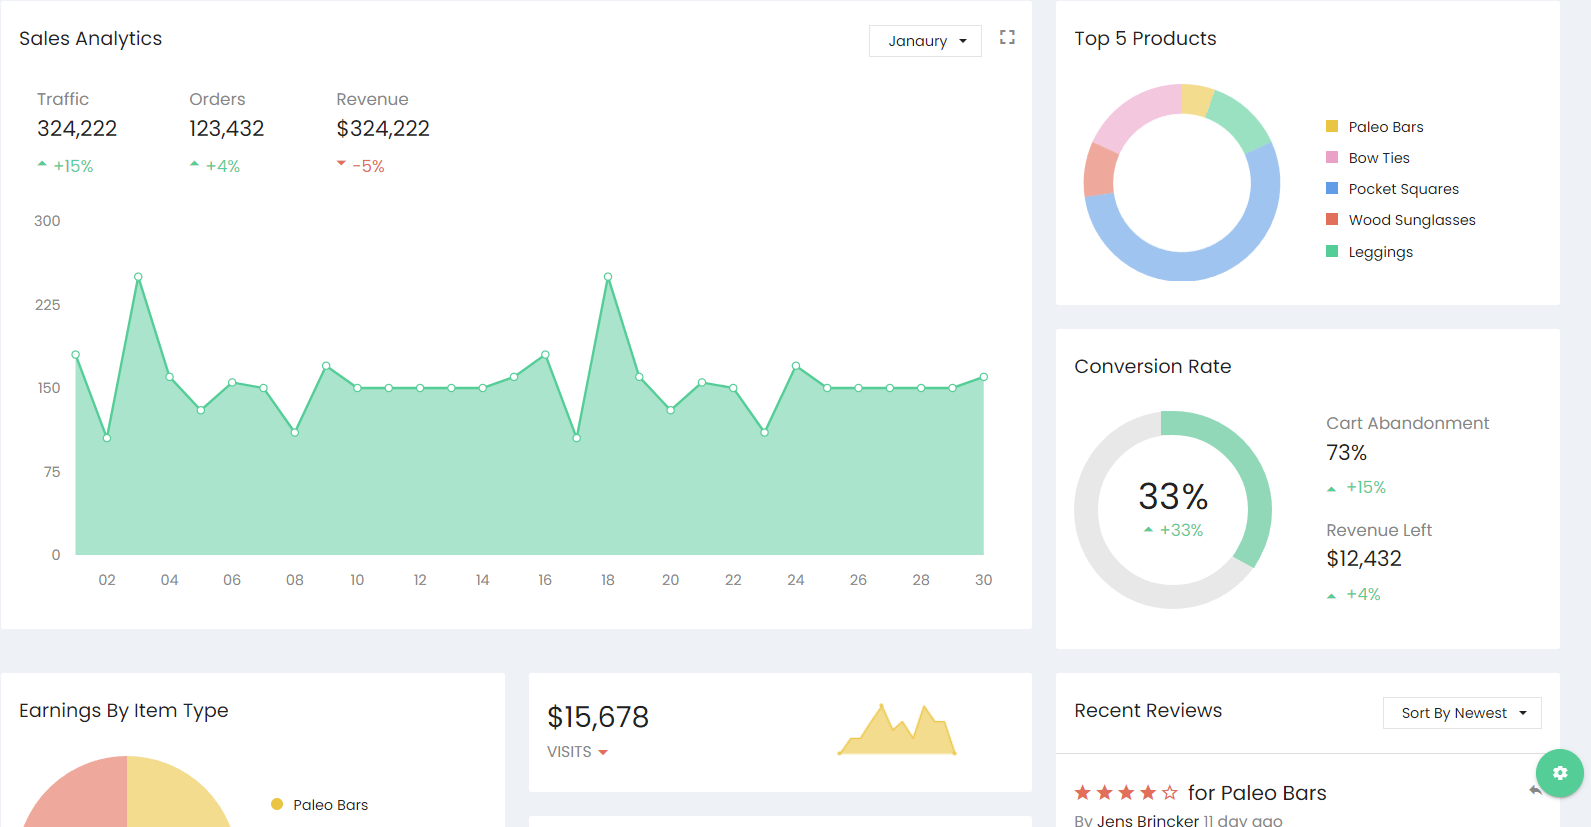 Sales Analytics
Janaury
Traffic
324,222
+15%
Orders
123,432
+4%
Revenue
$324,222
-5%
300
225
150
75
0
02 04 06 08 10 12 14 16 18 20 22 24 26 28 30
Top 5 Products
Paleo Bars
Bow Ties
Pocket Squares
Wood Sunglasses
Leggings
Conversion Rate
33%
+33%
Cart Abandonment
73%
+15%
Revenue Left
$12,432
+4%
Earnings By Item Type
Paleo Bars
$15,678
VISITS
Recent Reviews
Sort By Newest
for Paleo Bars
By Jens Brincker 11 day ago